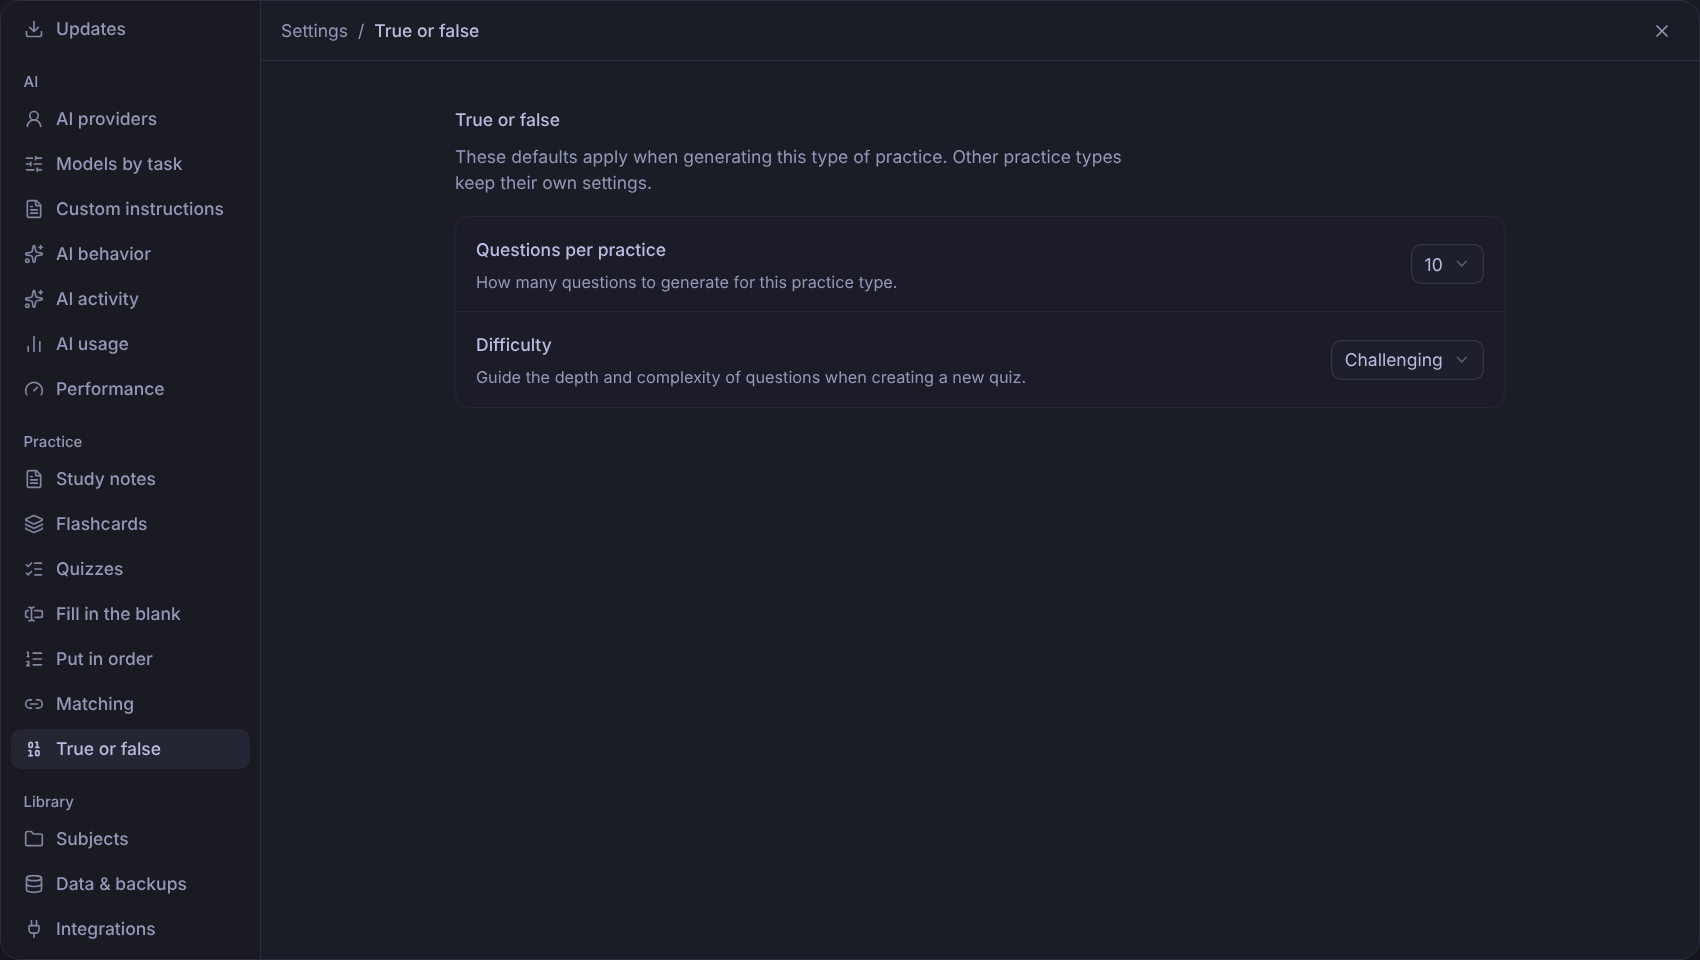 Updates
AI
AI providers
Models by task
Custom instructions
AI behavior
AI activity
AI usage
Performance
Practice
Study notes
Flashcards
Quizzes
Fill in the blank
Put in order
Matching
True or false
Library
Subjects
Data & backups
Integrations
Settings / True or false
True or false
These defaults apply when generating this type of practice. Other practice types
keep their own settings.
Questions per practice
How many questions to generate for this practice type.
10
Difficulty
Guide the depth and complexity of questions when creating a new quiz.
Challenging